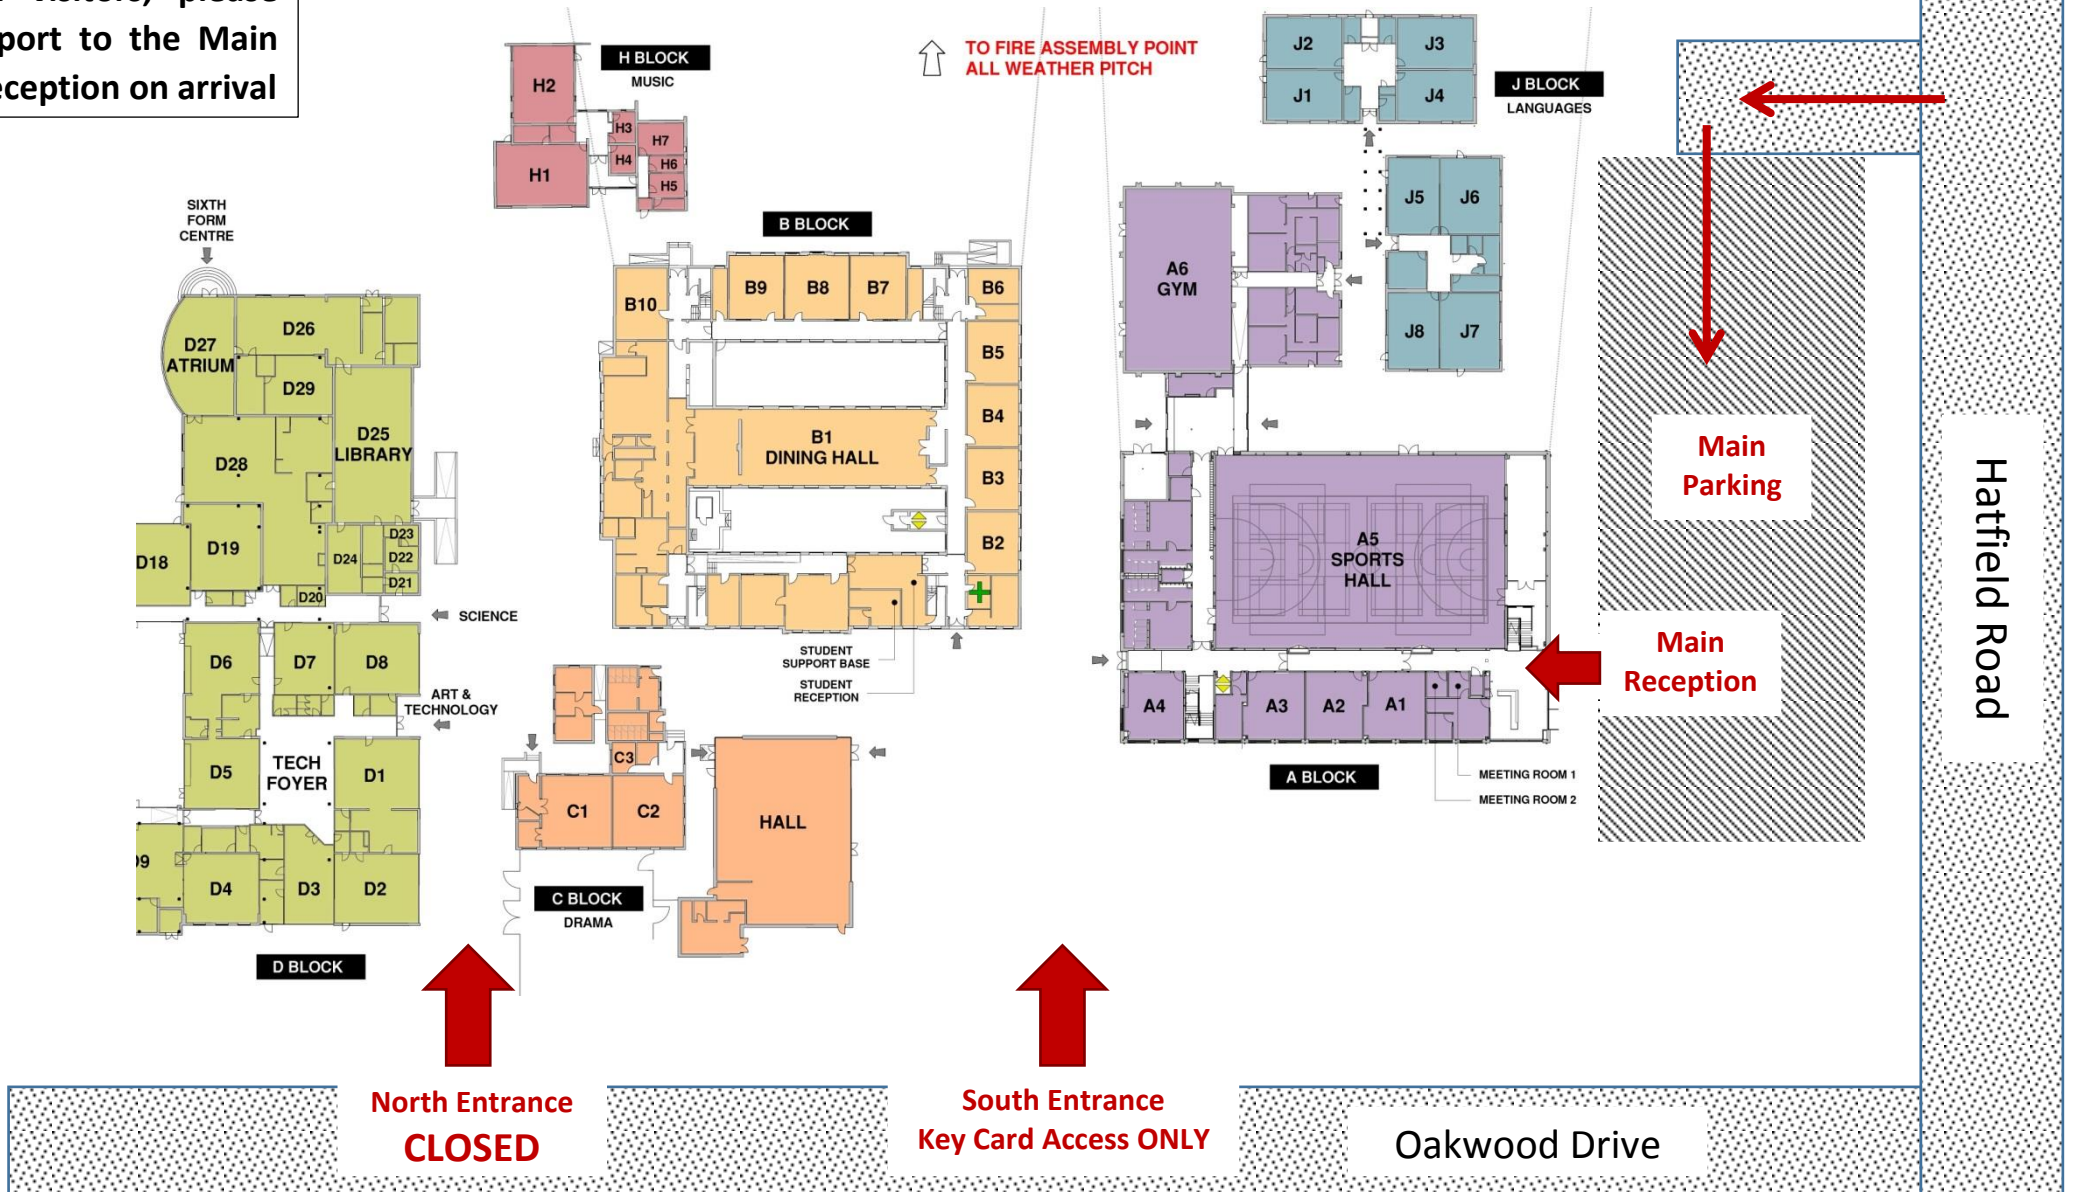 visitors, please
port to the Main
eception on arrival
H BLOCK
MUSIC
H2
H3
H7
H4
H6
H1
H5
TO FIRE ASSEMBLY POINT
ALL WEATHER PITCH
J2
J3
J1
J4
J BLOCK
LANGUAGES
J5
J6
J8
J7
SIXTH
FORM
CENTRE
D26
D27
ATRIUM
D29
D25
LIBRARY
D28
D18
D19
D24
D23
D22
D21
D20
SCIENCE
D6
D7
D8
ART &
TECHNOLOGY
D5
TECH
FOYER
D1
D9
D4
D3
D2
D BLOCK
B BLOCK
B10
B9
B8
B7
B6
B5
B4
B1
DINING HALL
B3
B2
STUDENT
SUPPORT BASE
STUDENT
RECEPTION
C3
C1
C2
HALL
C BLOCK
DRAMA
A6
GYM
A5
SPORTS
HALL
A4
A3
A2
A1
A BLOCK
MEETING ROOM 1
MEETING ROOM 2
Main
Parking
Main
Reception
Hatfield Road
North Entrance
CLOSED
South Entrance
Key Card Access ONLY
Oakwood Drive